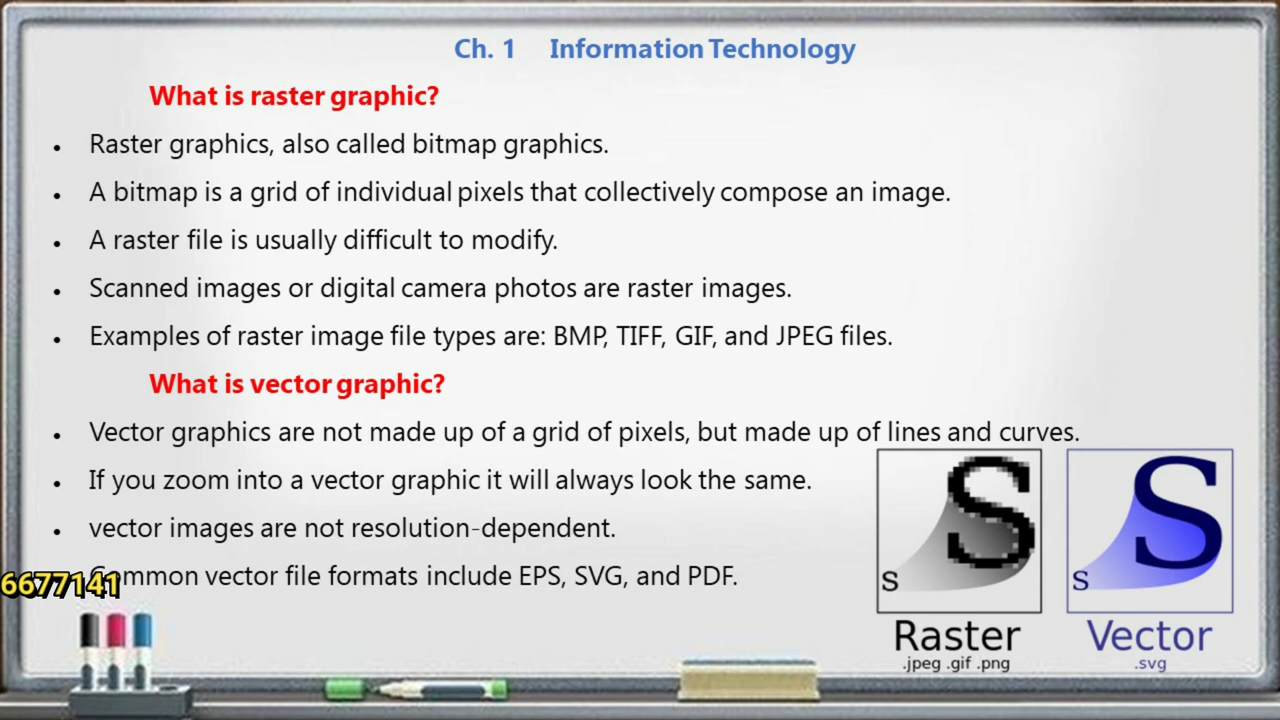 Ch. 1 Information Technology
What is raster graphic?
• Raster graphics, also called bitmap graphics.
• A bitmap is a grid of individual pixels that collectively compose an image.
• A raster file is usually difficult to modify.
• Scanned images or digital camera photos are raster images.
• Examples of raster image file types are: BMP, TIFF, GIF, and JPEG files.
What is vector graphic?
• Vector graphics are not made up of a grid of pixels, but made up of lines and curves.
• If you zoom into a vector graphic it will always look the same.
• vector images are not resolution-dependent.
Common vector file formats include EPS, SVG, and PDF.
6677141
S S
Raster
.jpeg .gif .png
S S
Vector
.svg